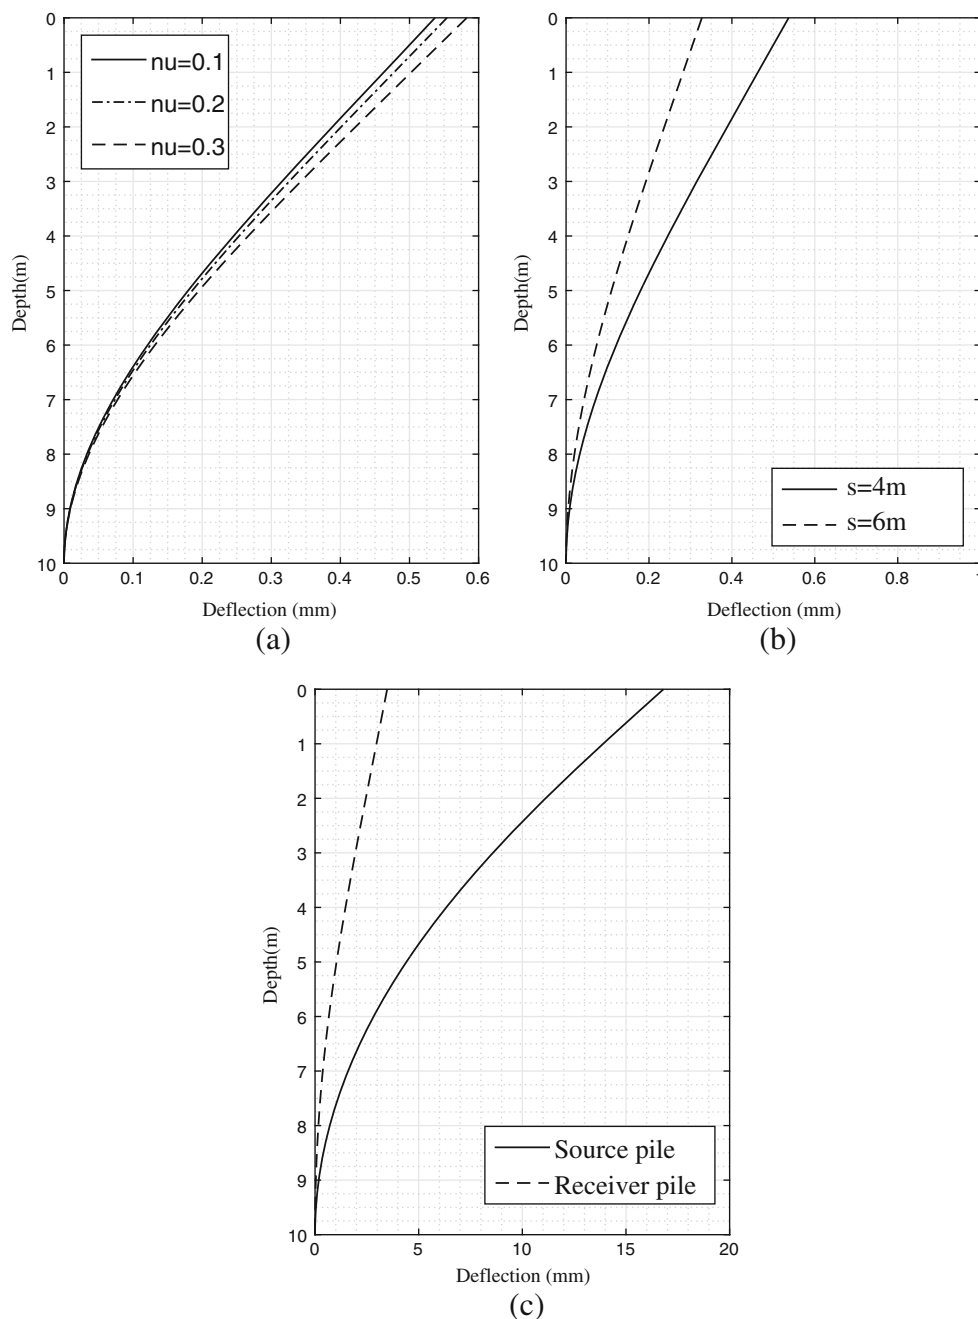 0
1
2
3
4
5
6
7
8
9
10
Depth(m)
nu=0.1
nu=0.2
nu=0.3
0 0.1 0.2 0.3 0.4 0.5 0.6
Deflection (mm)
(a)
0
1
2
3
4
5
6
7
8
9
10
Depth(m)
s=4m
s=6m
0 0.2 0.4 0.6 0.8
Deflection (mm)
(b)
0
1
2
3
4
5
6
7
8
9
10
Depth(m)
Source pile
Receiver pile
0 5 10 15 20
Deflection (mm)
(c)